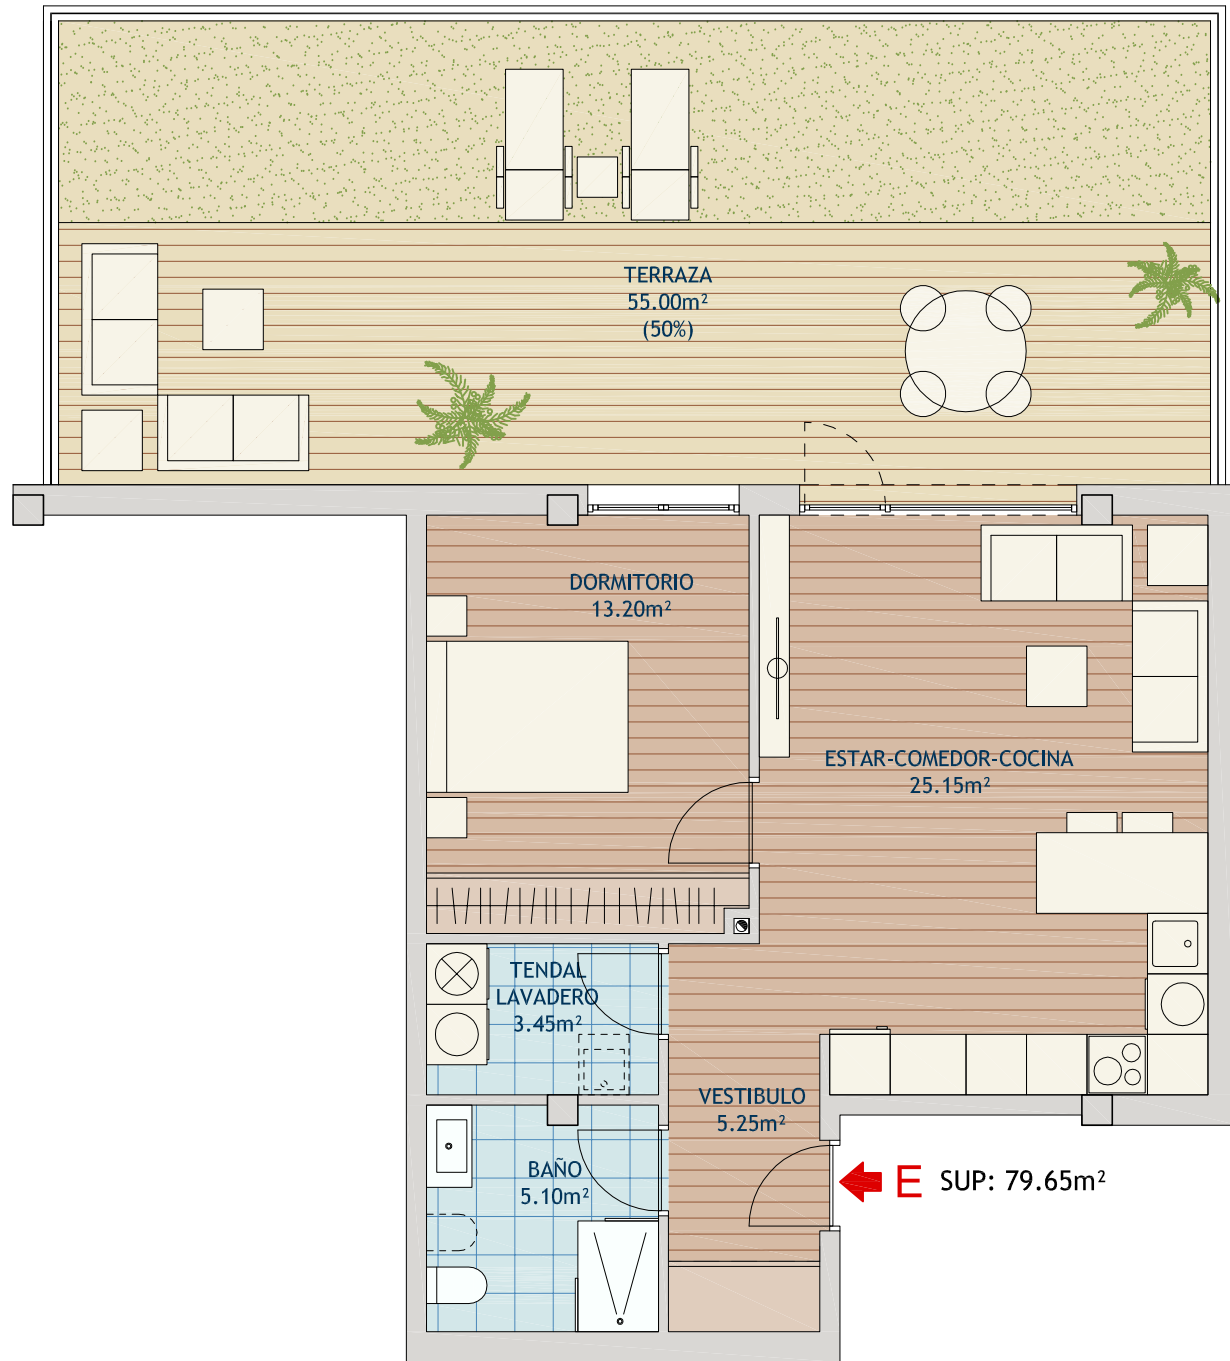 TERRAZA
55.00m²
(50%)
DORMITORIO
13.20m²
ESTAR-COMEDOR-COCINA
25.15m²
TENDAL
LAVADERO
3.45m²
VESTIBULO
5.25m²
BAÑO
5.10m²
E SUP: 79.65m²